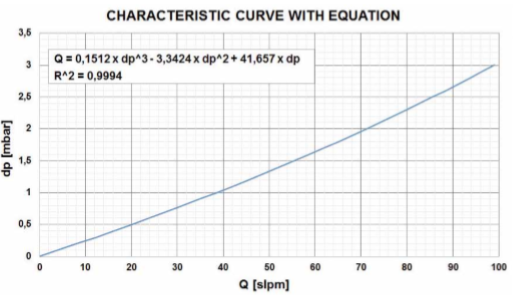 CHARACTERISTIC CURVE WITH EQUATION
3,5
Q = 0,1512 x dp^3 - 3,3424 x dp^2 + 41,657 x dp
3
R^2 = 0,9994
2,5
2
1,5
1
0,5
0
dp [mbar]
0 10 20 30 40 50 60 70 80 90 100
Q [slpm]